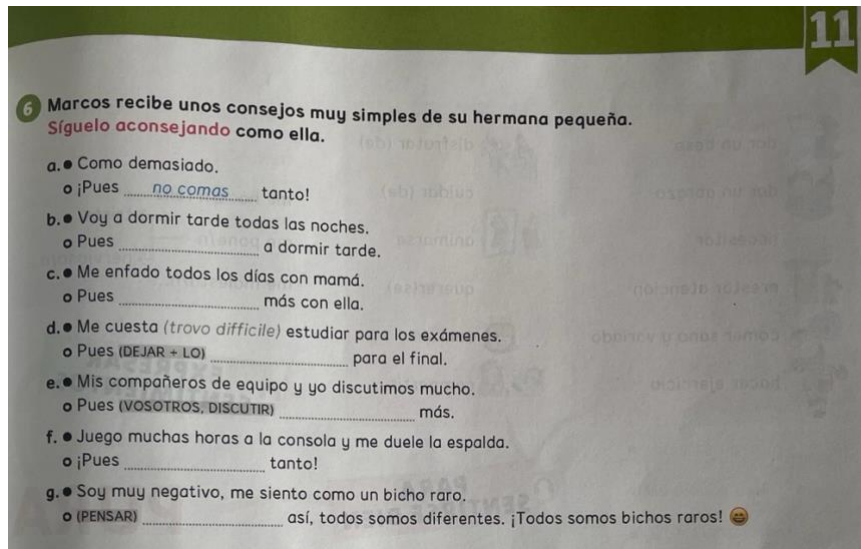 11
6 Marcos recibe unos consejos muy simples de su hermana pequeña.
Síguelo aconsejando como ella.
a. ● Como demasiado.
○ ¡Pues no comas tanto!
b. ● Voy a dormir tarde todas las noches.
○ Pues ............ a dormir tarde.
c. ● Me enfado todos los días con mamá.
○ Pues ............ más con ella.
d. ● Me cuesta (trovo difficile) estudiar para los exámenes.
○ Pues (DEJAR + LO) ............ para el final.
e. ● Mis compañeros de equipo y yo discutimos mucho.
○ Pues (VOSOTROS, DISCUTIR) ............ más.
f. ● Juego muchas horas a la consola y me duele la espalda.
○ ¡Pues ............ tanto!
g. ● Soy muy negativo, me siento como un bicho raro.
○ (PENSAR) ............ así, todos somos diferentes. ¡Todos somos bichos raros! 😄